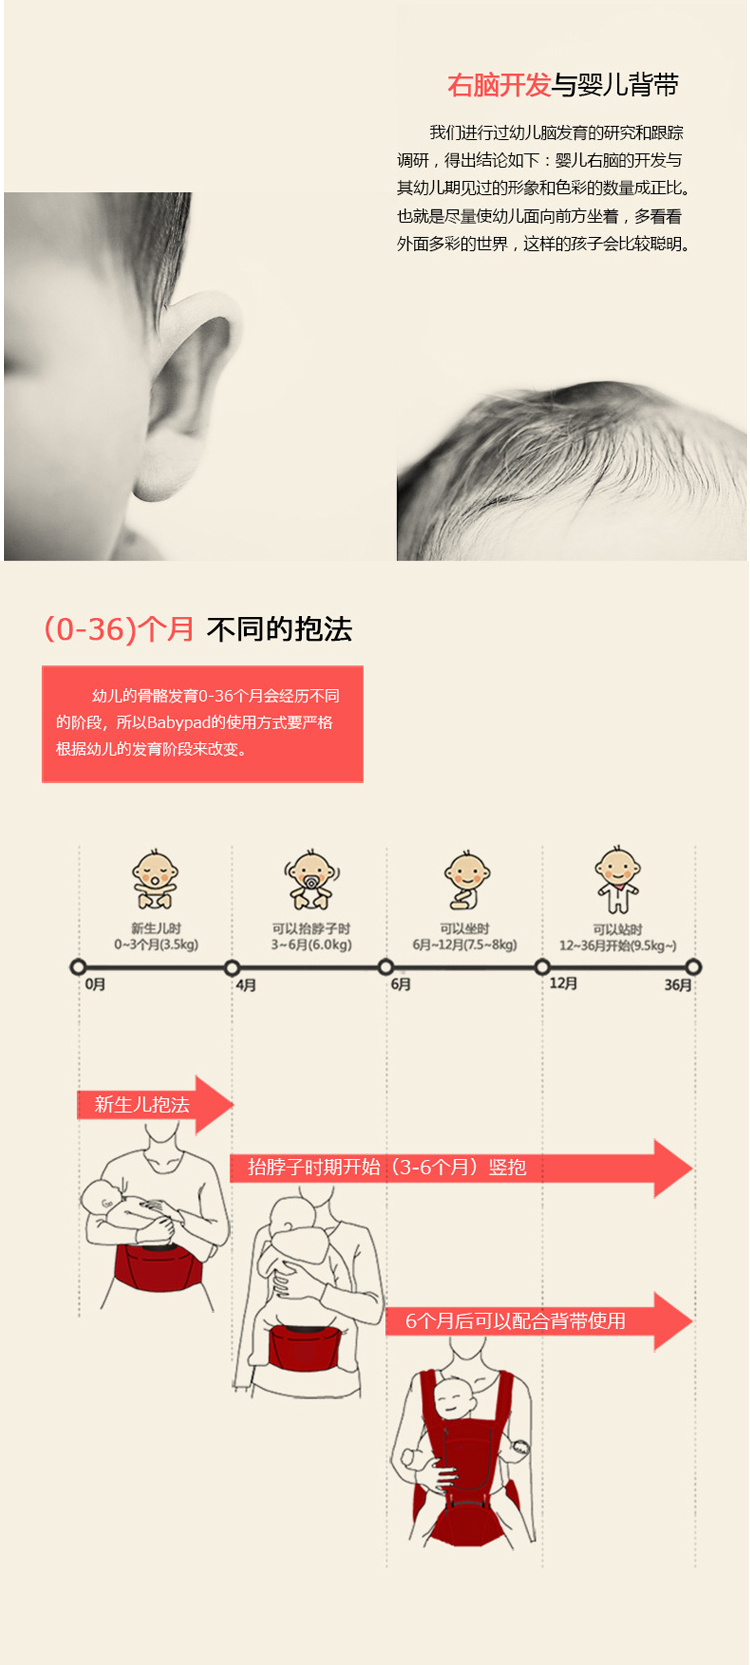 右脑开发与婴儿背带
我们进行过幼儿脑发育的研究和跟踪
调研，得出结论如下：婴儿右脑的开发与
其幼儿期见过的形象和色彩的数量成正比。
也就是尽量使幼儿面向前方坐着，多看看
外面多彩的世界，这样的孩子会比较聪明。
(0-36)个月 不同的抱法
幼儿的骨骼发育0-36个月会经历不同
的阶段，所以Babypad的使用方式要严格
根据幼儿的发育阶段来改变。
新生儿时
0~3个月(3.5kg)
可以抬脖子时
3~6月(6.0kg)
可以坐时
6月~12月(7.5~8kg)
可以站时
12~36月开始(9.5kg~)
0月
4月
6月
12月
36月
新生儿抱法
抬脖子时期开始（3-6个月）竖抱
6个月后可以配合背带使用